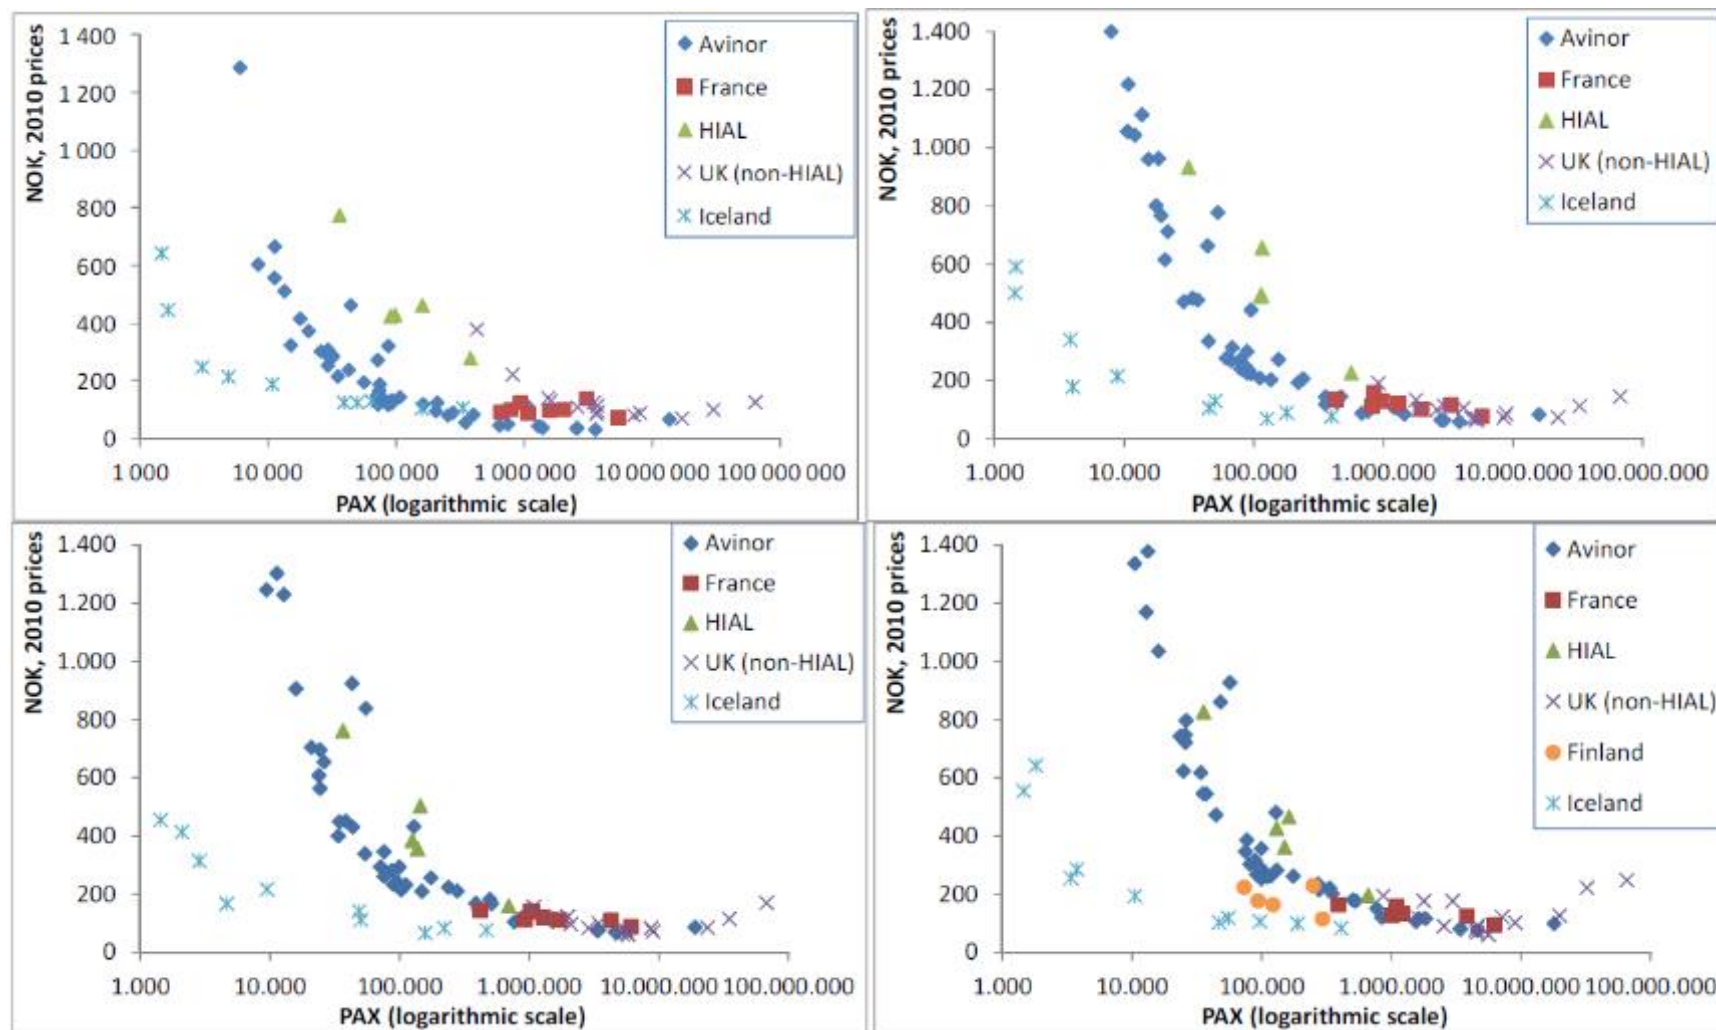 NOK, 2010 prices
1 400
1 200
1 000
800
600
400
200
0
1 000
10 000
100 000
1 000 000
10 000 000
100 000 000
PAX (logarithmic scale)
Avinor
France
HIAL
UK (non-HIAL)
Iceland
NOK, 2010 prices
1.400
1.200
1.000
800
600
400
200
0
1.000
10.000
100.000
1.000.000
10.000.000
100.000.000
PAX (logarithmic scale)
Avinor
France
HIAL
UK (non-HIAL)
Iceland
NOK, 2010 prices
1.400
1.200
1.000
800
600
400
200
0
1.000
10.000
100.000
1.000.000
10.000.000
100.000.000
PAX (logarithmic scale)
Avinor
France
HIAL
UK (non-HIAL)
Iceland
NOK, 2010 prices
1.400
1.200
1.000
800
600
400
200
0
1.000
10.000
100.000
1.000.000
10.000.000
100.000.000
PAX (logarithmic scale)
Avinor
France
HIAL
UK (non-HIAL)
Finland
Iceland